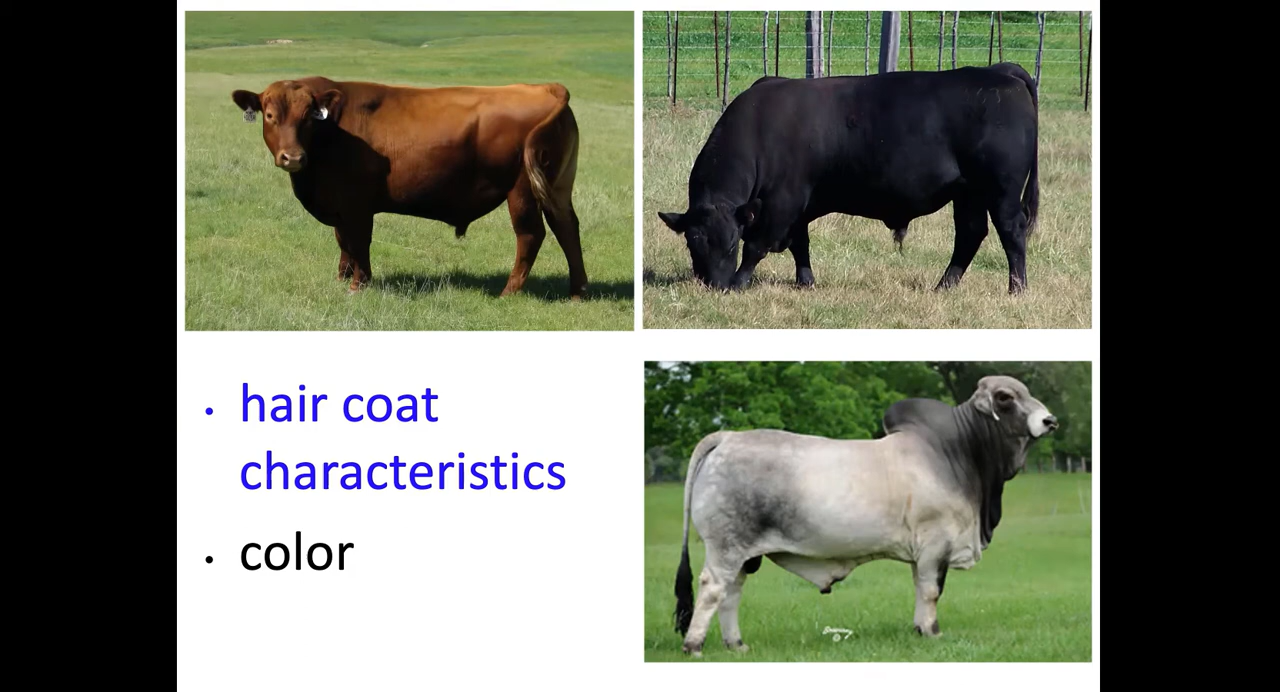 • hair coat
characteristics
• color